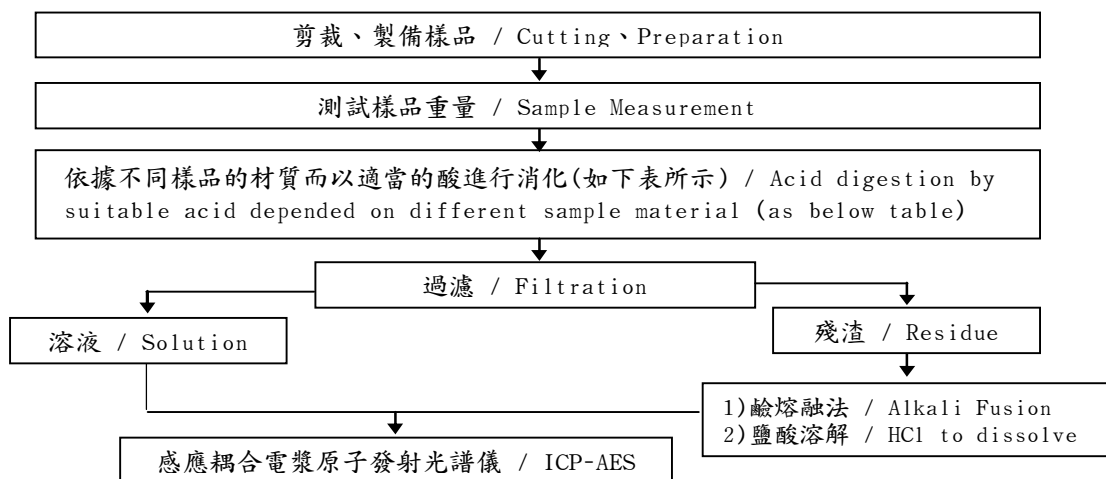 剪裁、製備樣品 / Cutting、Preparation
測試樣品重量 / Sample Measurement
依據不同樣品的材質而以適當的酸進行消化(如下表所示) / Acid digestion by
suitable acid depended on different sample material (as below table)
過濾 / Filtration
溶液 / Solution
殘渣 / Residue
1)鹼熔融法 / Alkali Fusion
2)鹽酸溶解 / HCl to dissolve
感應耦合電漿原子發射光譜儀 / ICP-AES